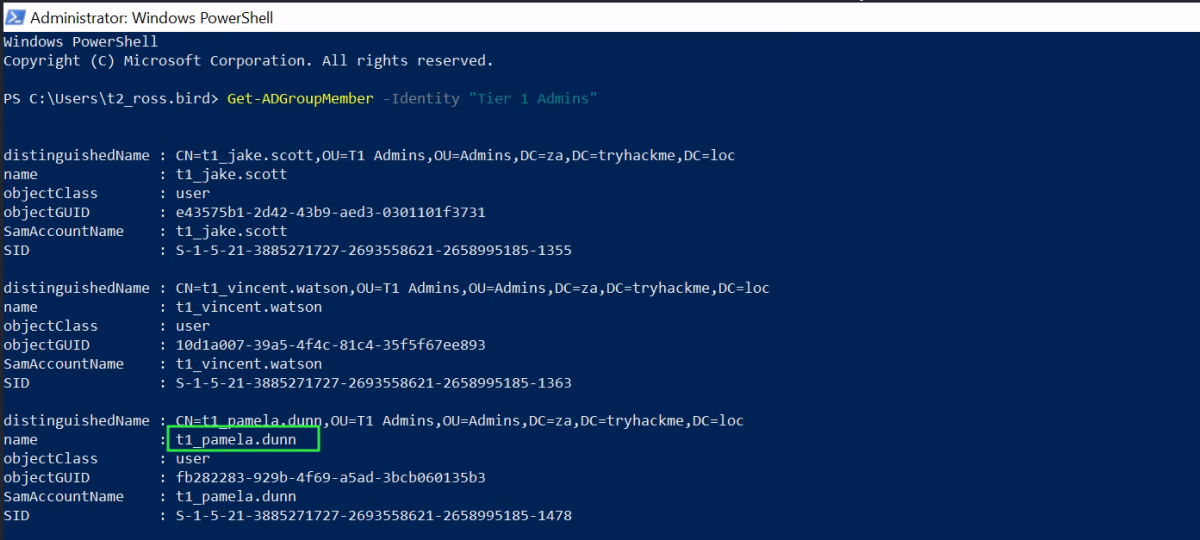 Administrator: Windows PowerShell
Windows PowerShell
Copyright (C) Microsoft Corporation. All rights reserved.
PS C:\Users\t2_ross.bird> Get-ADGroupMember -Identity "Tier 1 Admins"
distinguishedName : CN=t1_jake.scott,OU=T1 Admins,OU=Admins,DC=za,DC=tryhackme,DC=loc
name : t1_jake.scott
objectClass : user
objectGUID : e43575b1-2d42-43b9-aed3-0301101f3731
SamAccountName : t1_jake.scott
SID : S-1-5-21-3885271727-2693558621-2658995185-1355
distinguishedName : CN=t1_vincent.watson,OU=T1 Admins,OU=Admins,DC=za,DC=tryhackme,DC=loc
name : t1_vincent.watson
objectClass : user
objectGUID : 10d1a007-39a5-4f4c-81c4-35f5f67ee893
SamAccountName : t1_vincent.watson
SID : S-1-5-21-3885271727-2693558621-2658995185-1363
distinguishedName : CN=t1_pamela.dunn,OU=T1 Admins,OU=Admins,DC=za,DC=tryhackme,DC=loc
name : t1_pamela.dunn
objectClass : user
objectGUID : fb282283-929b-4f69-a5ad-3bcb060135b3
SamAccountName : t1_pamela.dunn
SID : S-1-5-21-3885271727-2693558621-2658995185-1478